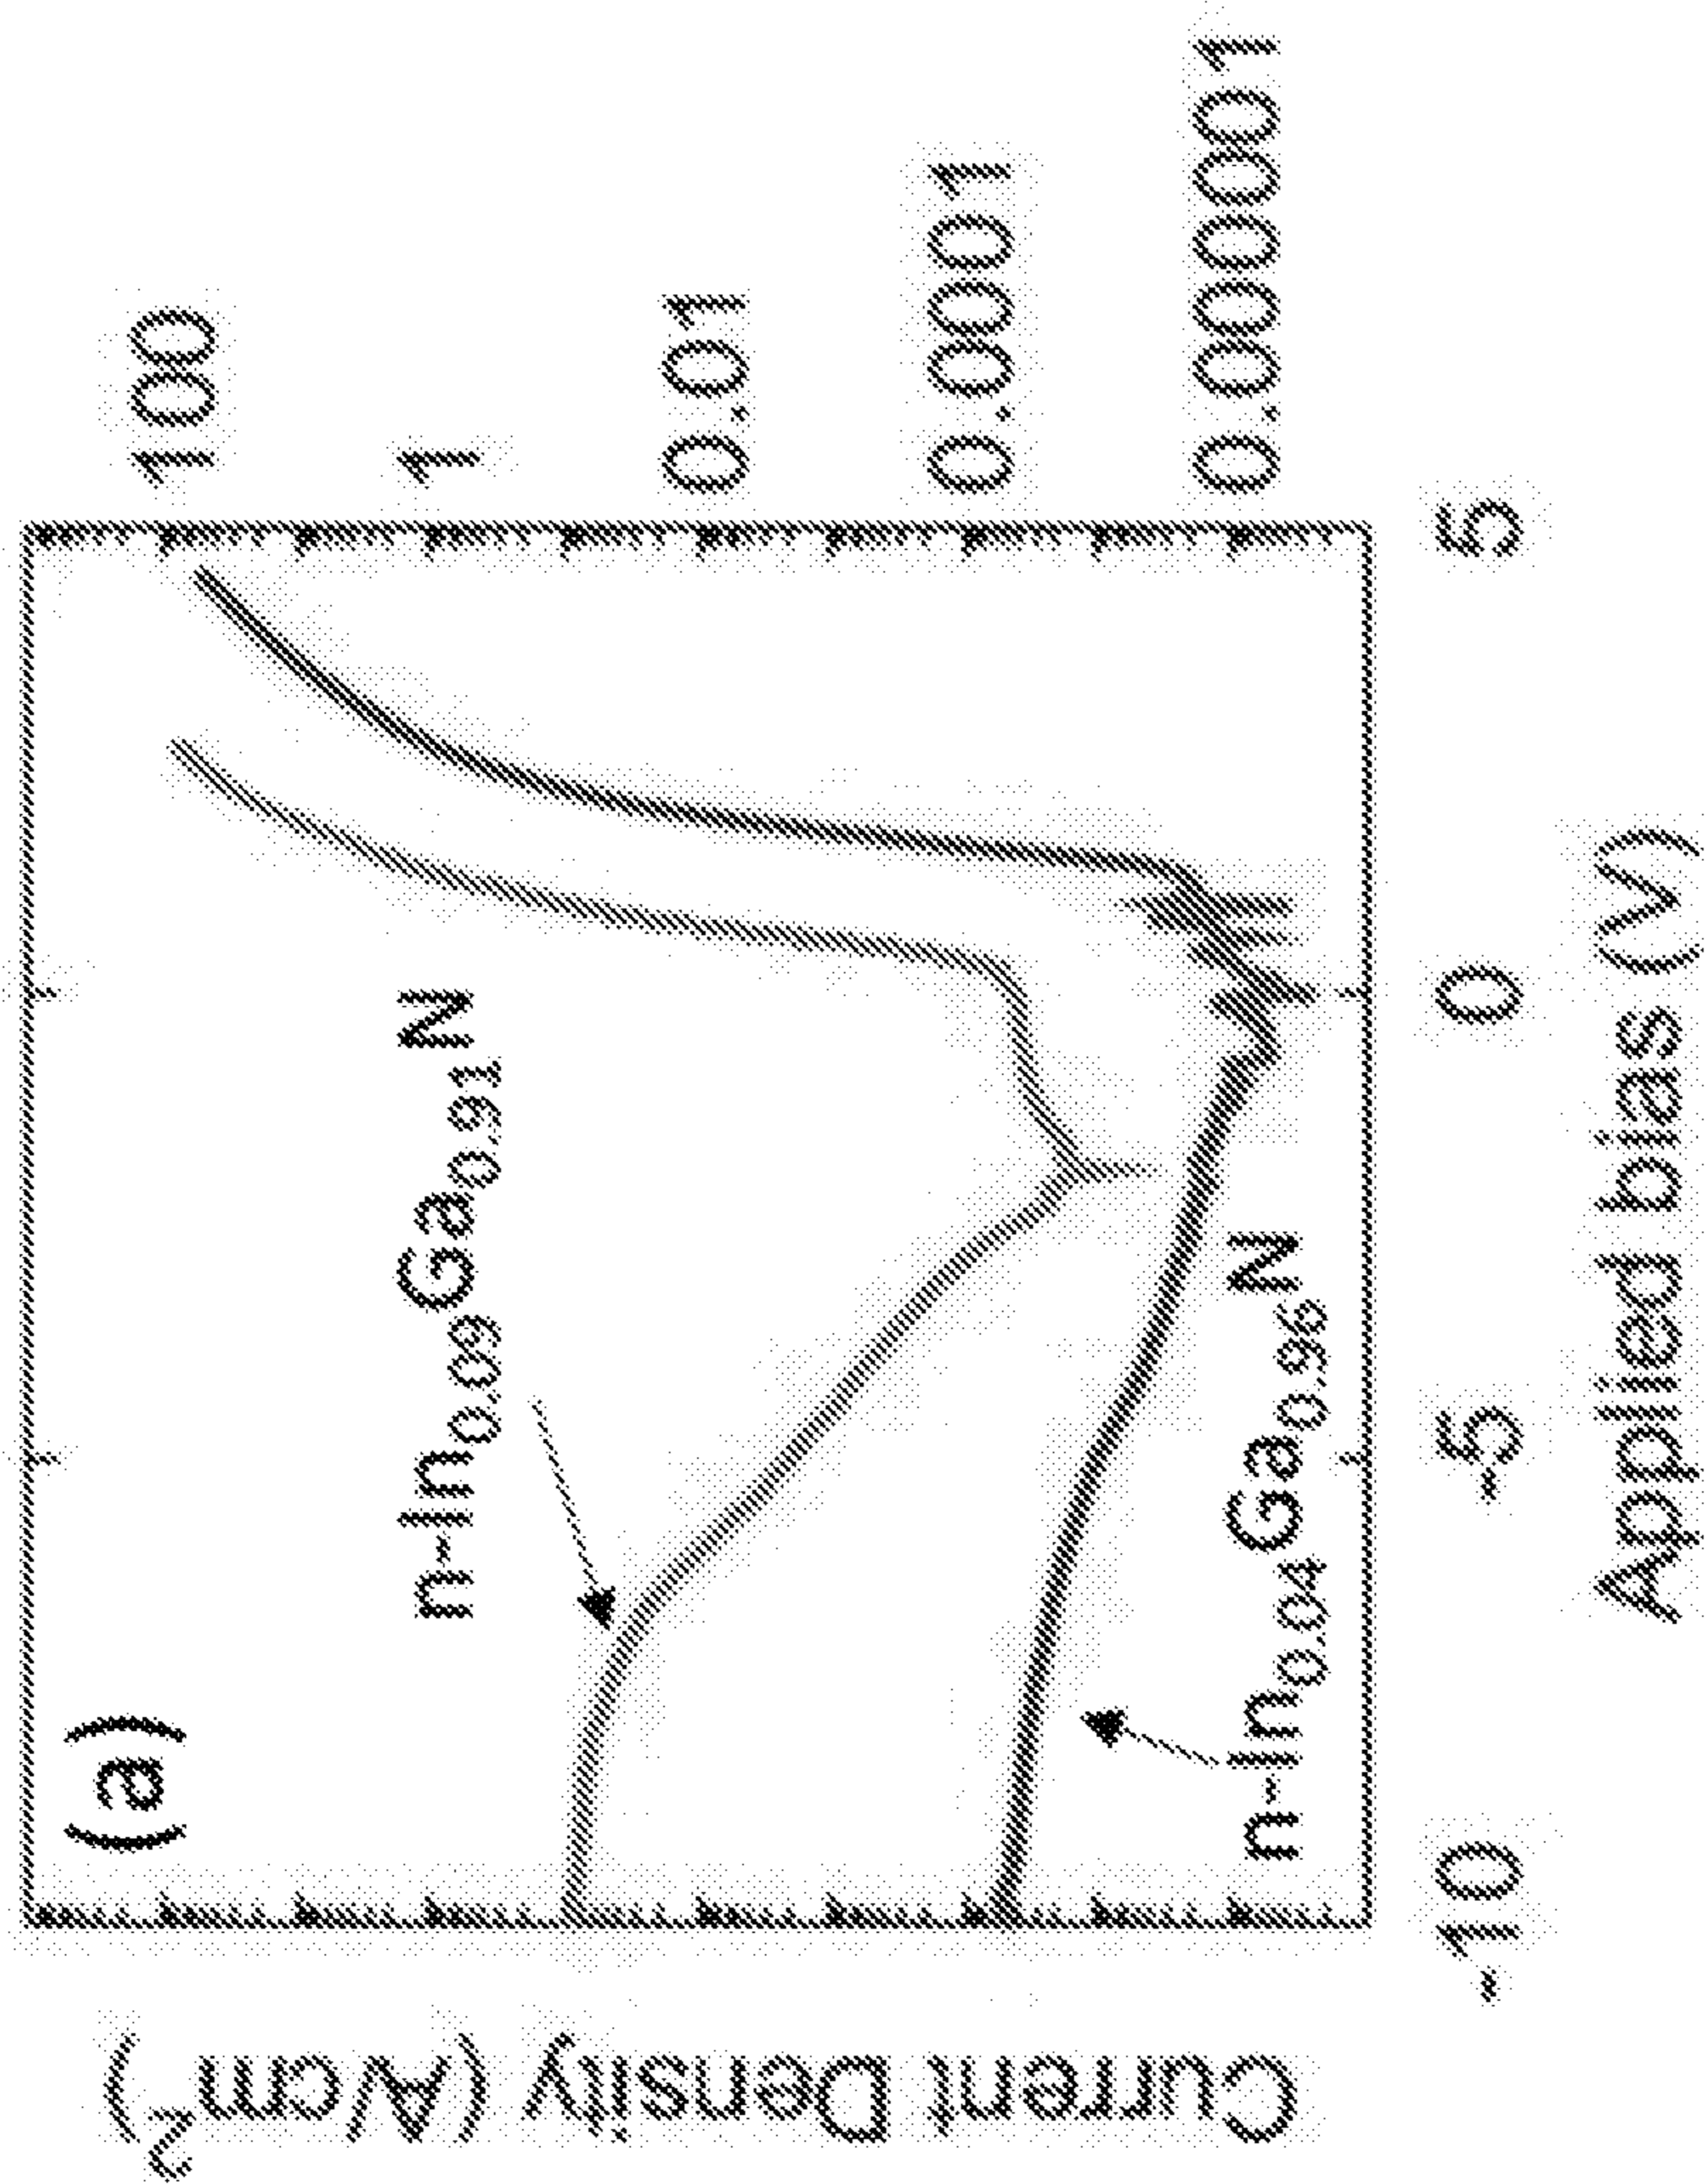 (a)
n-In0.09Ga0.91N
n-In0.04Ga0.96N
100
1
0.01
0.0001
0.000001
-10
-5
0
5
Applied bias (V)
Current Density (A/cm2)